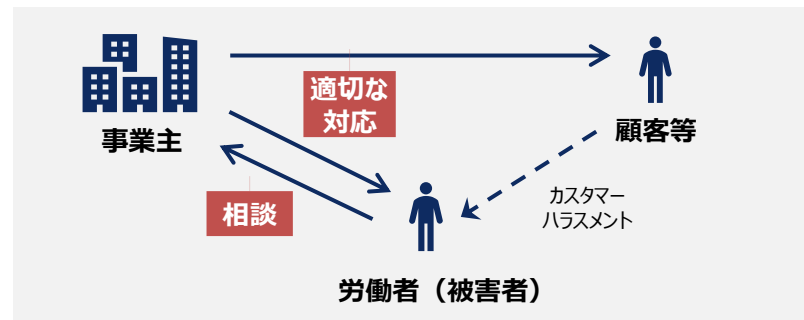 適切な
対応
事業主
顧客等
相談
カスタマー
ハラスメント
労働者（被害者）